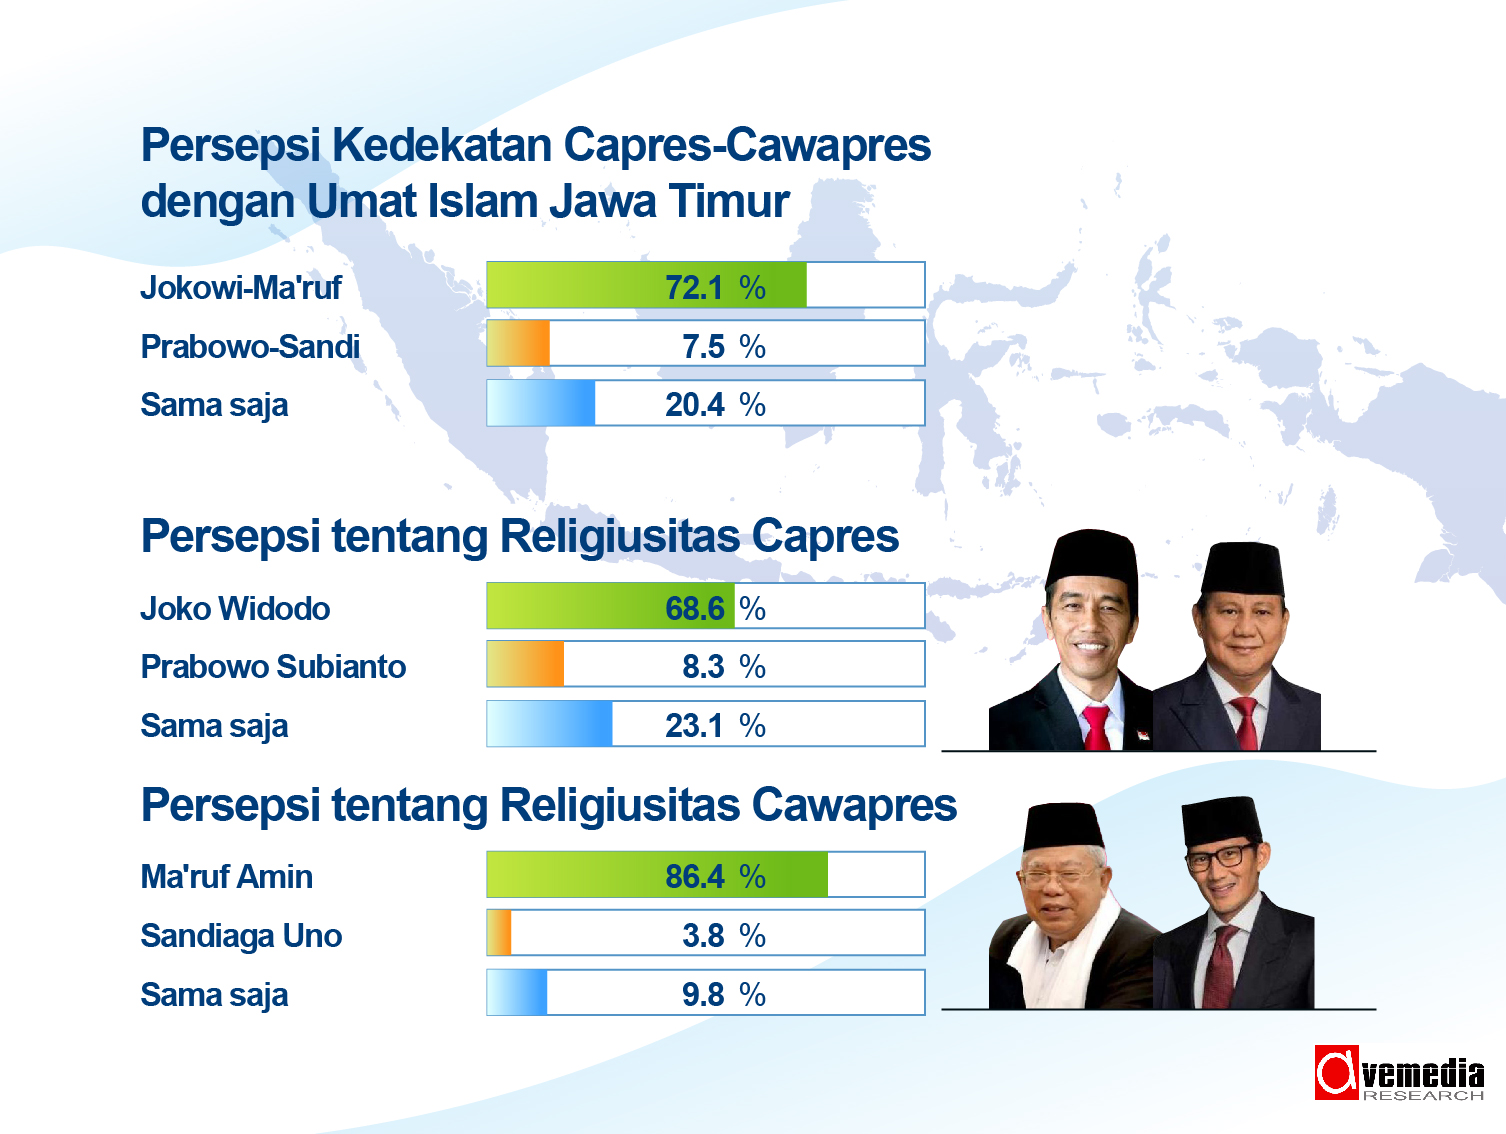 Persepsi Kedekatan Capres-Cawapres
dengan Umat Islam Jawa Timur
Jokowi-Ma'ruf 72.1 %
Prabowo-Sandi 7.5 %
Sama saja 20.4 %
Persepsi tentang Religiusitas Capres
Joko Widodo 68.6 %
Prabowo Subianto 8.3 %
Sama saja 23.1 %
Persepsi tentang Religiusitas Cawapres
Ma'ruf Amin 86.4 %
Sandiaga Uno 3.8 %
Sama saja 9.8 %
avemedia
RESEARCH